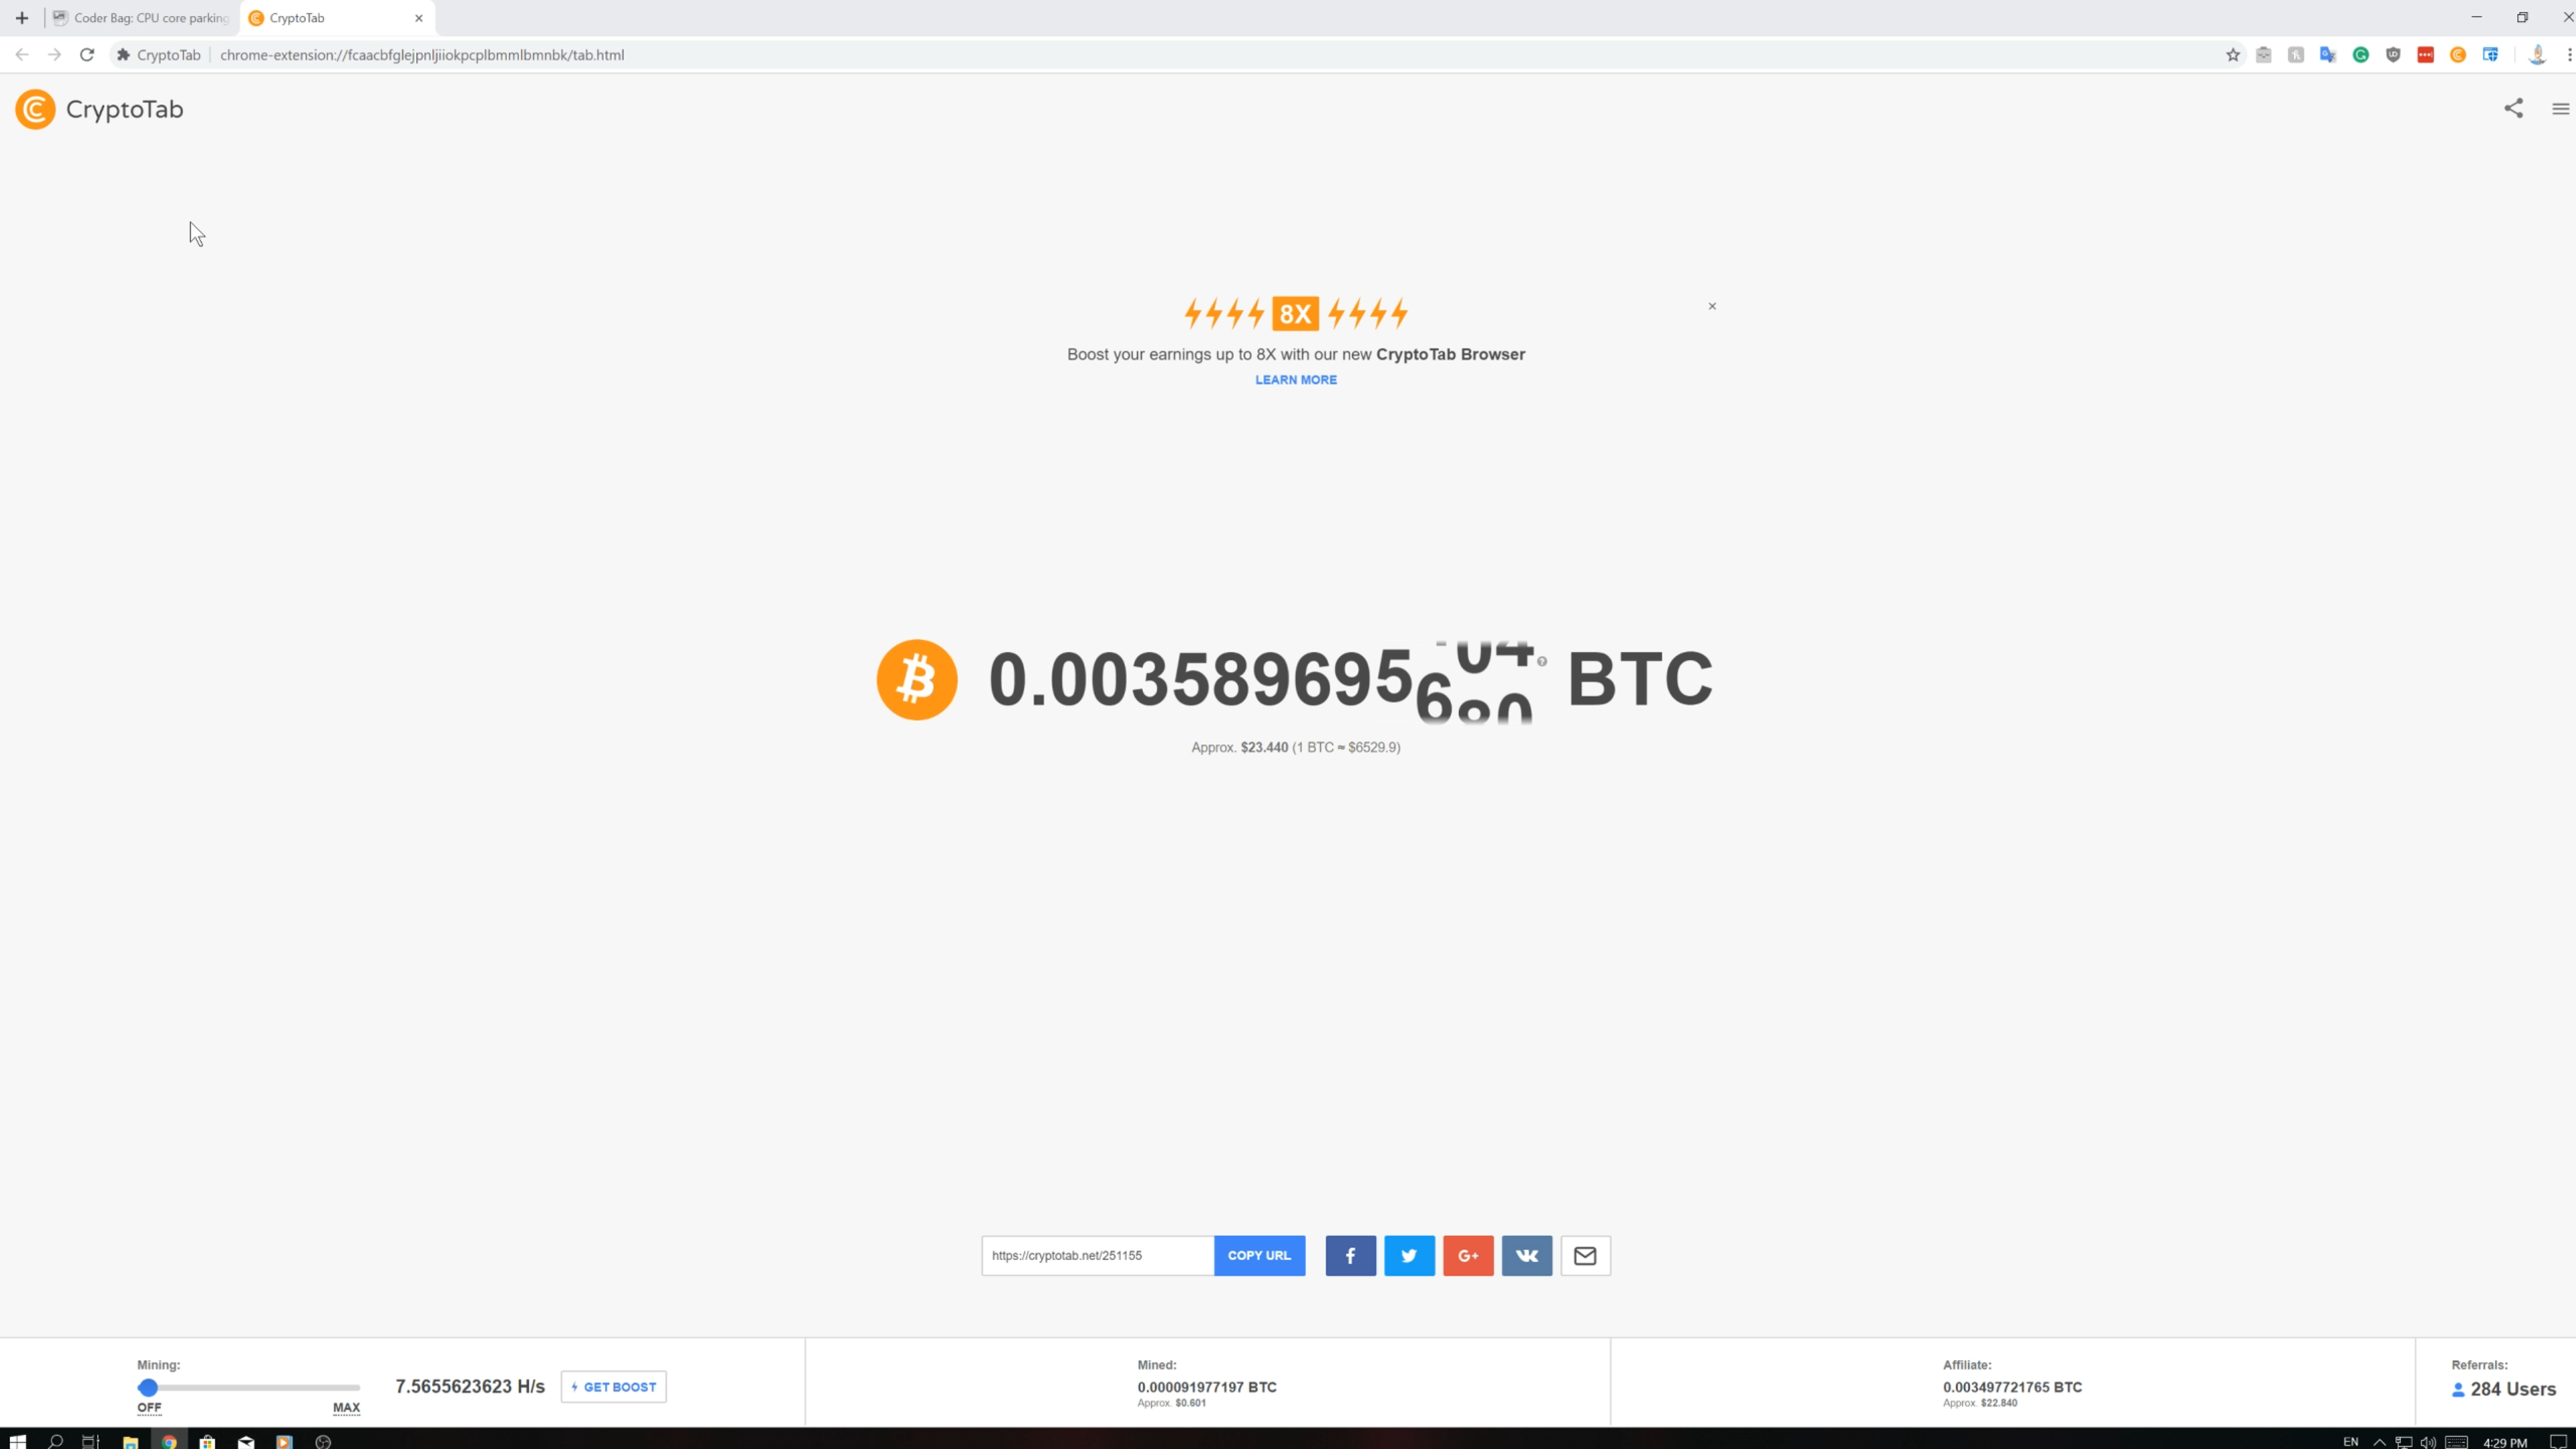 Coder Bag: CPU core parking
CryptoTab
CryptoTab
chrome-extension://fcaacbfglejpnljiiokpcplbmmlbmnbk/tab.html
CryptoTab
8X
Boost your earnings up to 8X with our new CryptoTab Browser
LEARN MORE
0.003589695 BTC
Approx. $23.440 (1 BTC ≈ $6529.9)
https://cryptotab.net/251155
COPY URL
G+
Mining:
OFF
MAX
7.5655623623 H/s
GET BOOST
Mined:
0.000091977197 BTC
Approx. $0.601
Affiliate:
0.003497721765 BTC
Approx. $22.840
Referrals:
284 Users
EN
4:29 PM